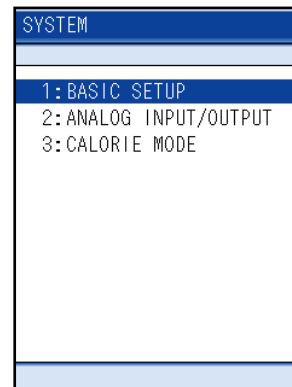 SYSTEM
1:BASIC SETUP
2:ANALOG INPUT/OUTPUT
3:CALORIE MODE